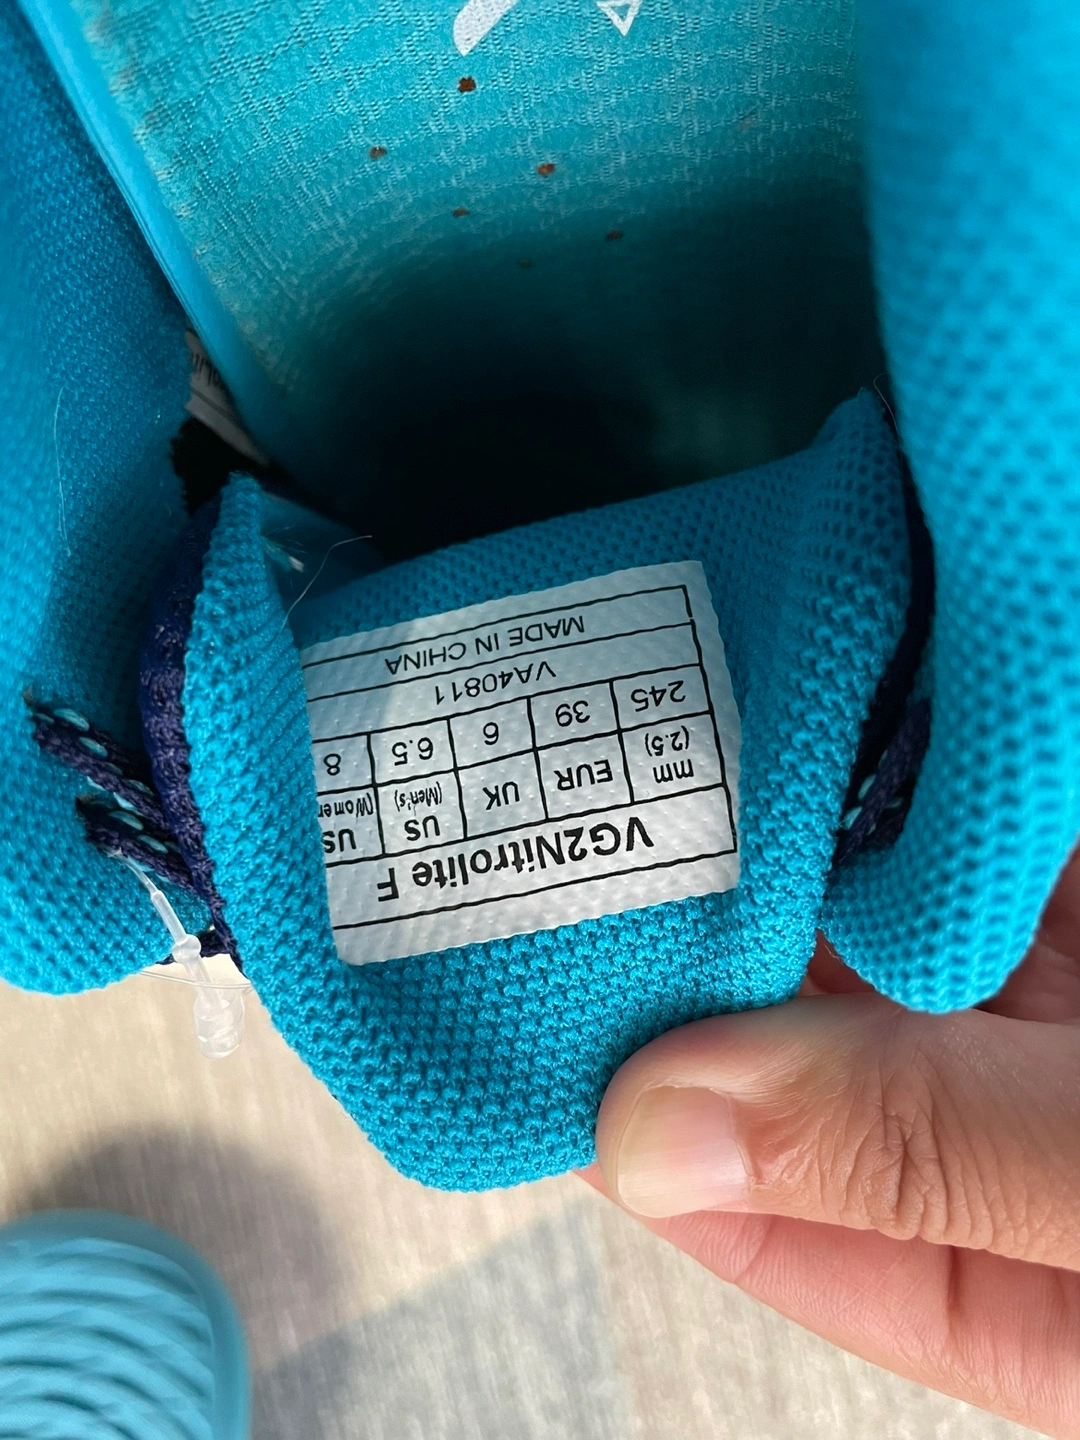 VG2Nitrolite F
mm EUR UK US US
(2.5) (Men's) (Women
245 39 6 6.5 8
VA40811
MADE IN CHINA